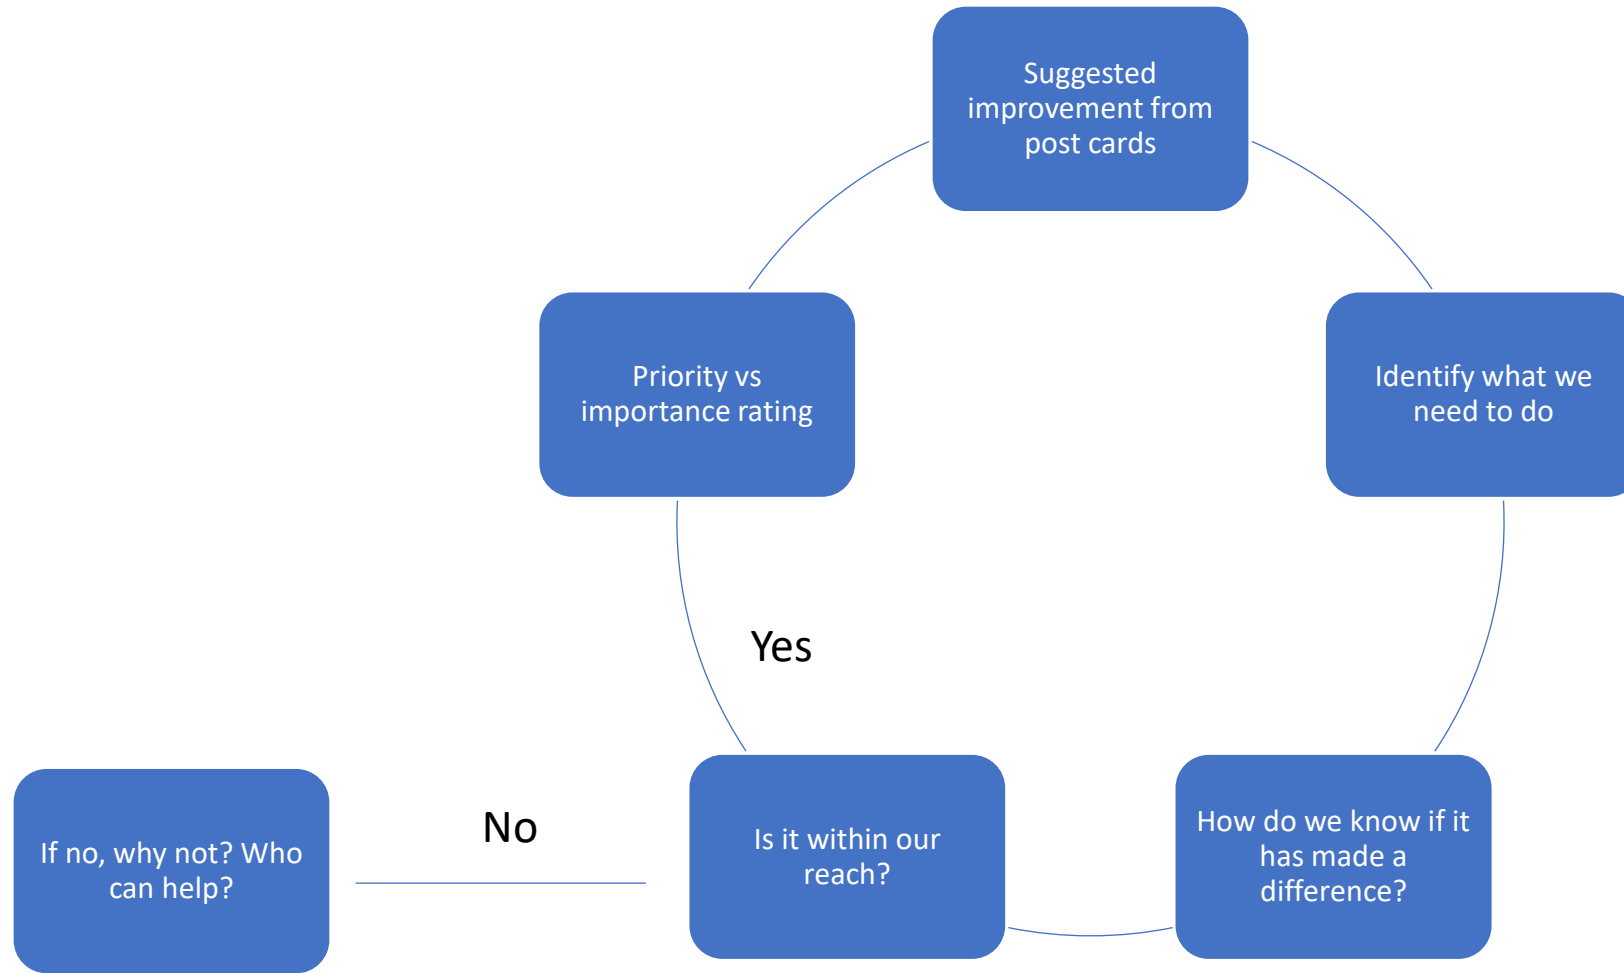 Suggested
improvement from
post cards
Priority vs
importance rating
Identify what we
need to do
Yes
No
If no, why not? Who
can help?
Is it within our
reach?
How do we know if it
has made a
difference?